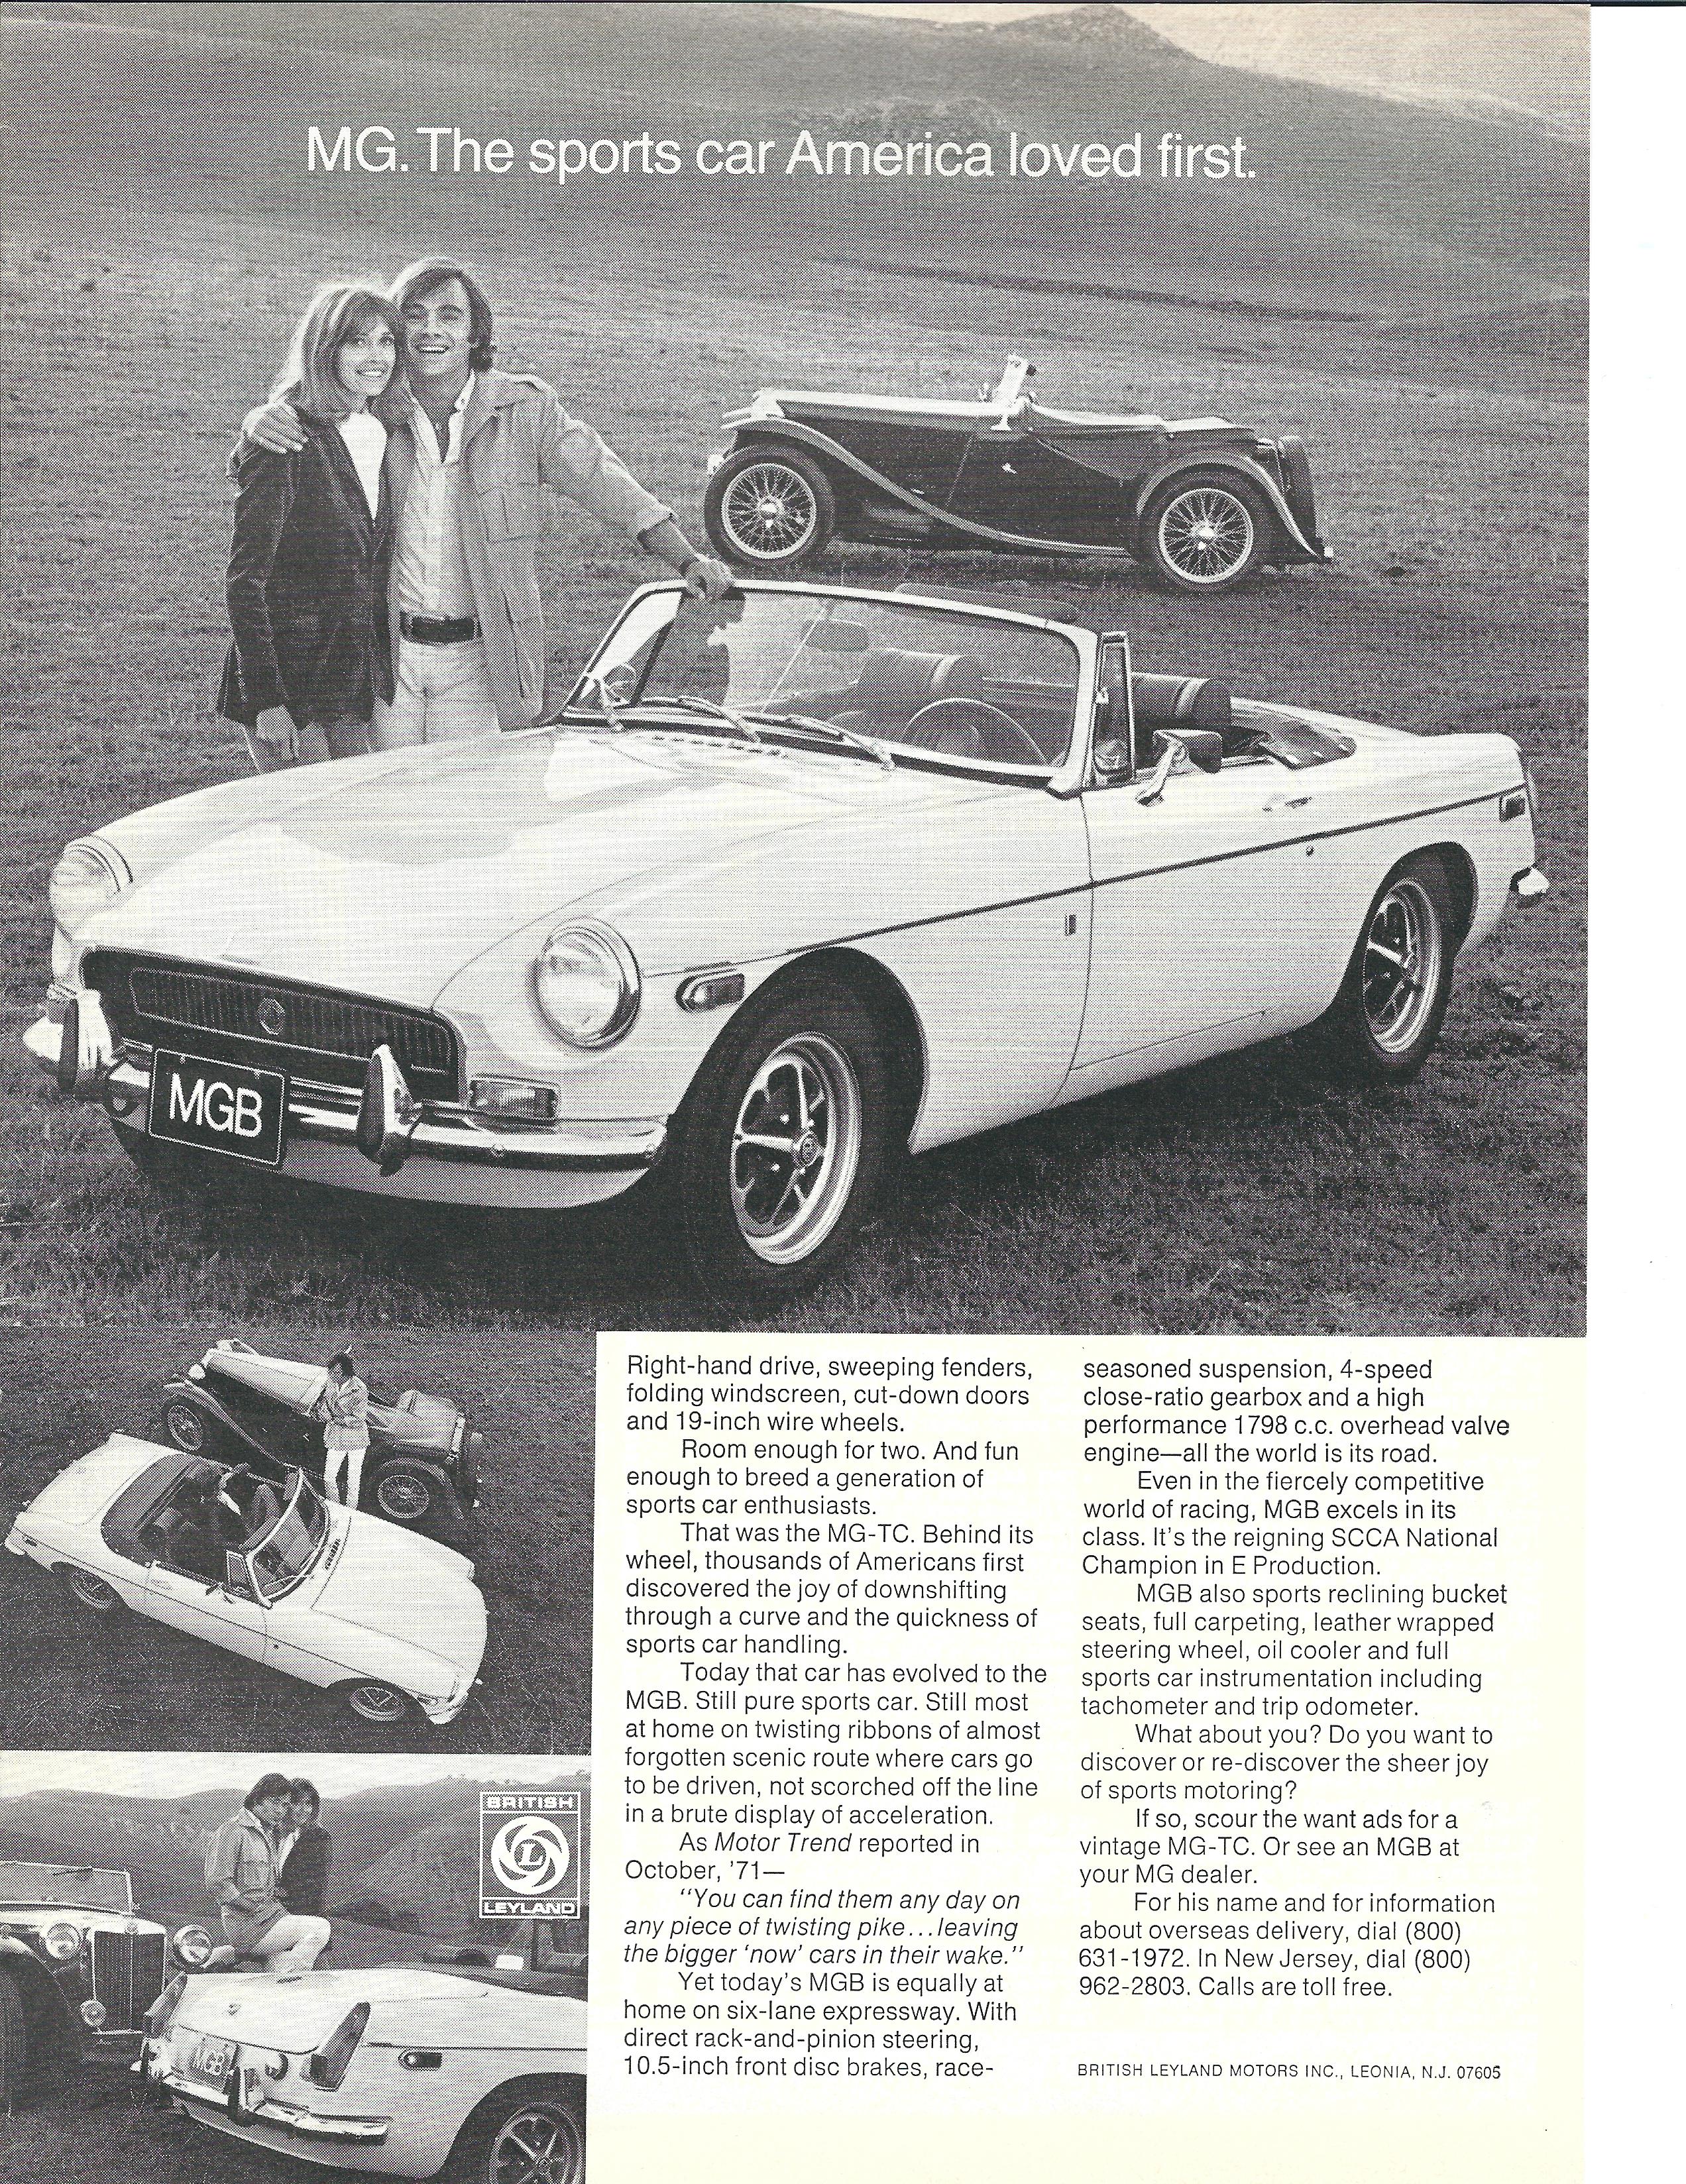 MG. The sports car America loved first.
MGB
Right-hand drive, sweeping fenders,
folding windscreen, cut-down doors
and 19-inch wire wheels.
Room enough for two. And fun
enough to breed a generation of
sports car enthusiasts.
That was the MG-TC. Behind its
wheel, thousands of Americans first
discovered the joy of downshifting
through a curve and the quickness of
sports car handling.
Today that car has evolved to the
MGB. Still pure sports car. Still most
at home on twisting ribbons of almost
forgotten scenic route where cars go
to be driven, not scorched off the line
in a brute display of acceleration.
As Motor Trend reported in
October, '71—
"You can find them any day on
any piece of twisting pike...leaving
the bigger 'now' cars in their wake."
Yet today's MGB is equally at
home on six-lane expressway. With
direct rack-and-pinion steering,
10.5-inch front disc brakes, race-
seasoned suspension, 4-speed
close-ratio gearbox and a high
performance 1798 c.c. overhead valve
engine—all the world is its road.
Even in the fiercely competitive
world of racing, MGB excels in its
class. It's the reigning SCCA National
Champion in E Production.
MGB also sports reclining bucket
seats, full carpeting, leather wrapped
steering wheel, oil cooler and full
sports car instrumentation including
tachometer and trip odometer.
What about you? Do you want to
discover or re-discover the sheer joy
of sports motoring?
If so, scour the want ads for a
vintage MG-TC. Or see an MGB at
your MG dealer.
For his name and for information
about overseas delivery, dial (800)
631-1972. In New Jersey, dial (800)
962-2803. Calls are toll free.
BRITISH LEYLAND MOTORS INC., LEONIA, N.J. 07605
BRITISH
L
LEYLAND
MGB